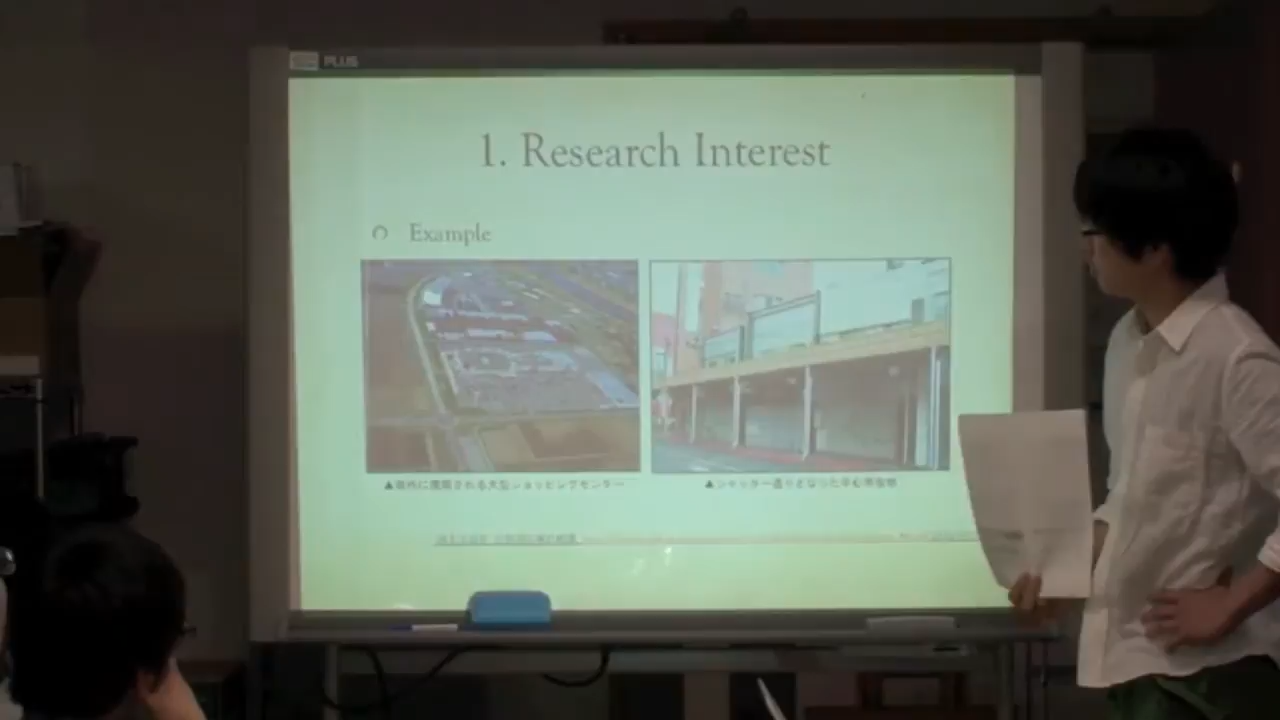 PLUS
1. Research Interest
Example
▲郊外に展開される大型ショッピングセンター
▲シャッター通りとなった中心市街地